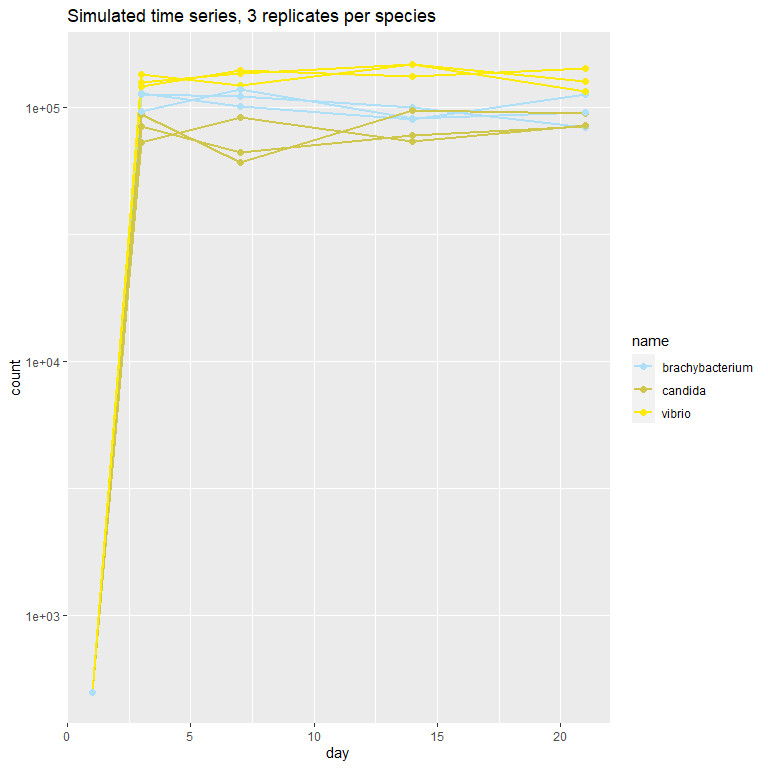 Simulated time series, 3 replicates per species
1e+05
1e+04
1e+03
count
0 5 10 15 20
day
name
brachybacterium
candida
vibrio